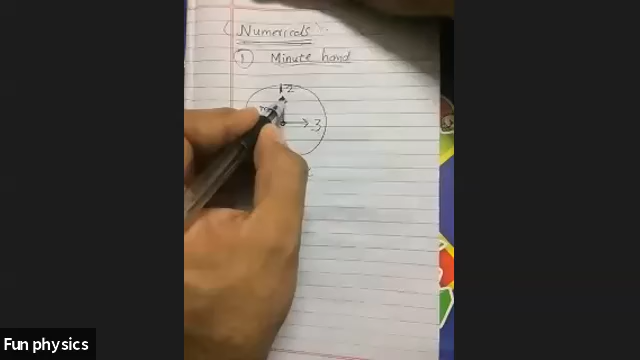 (Numericals)
① Minute hand
12
3
Fun physics